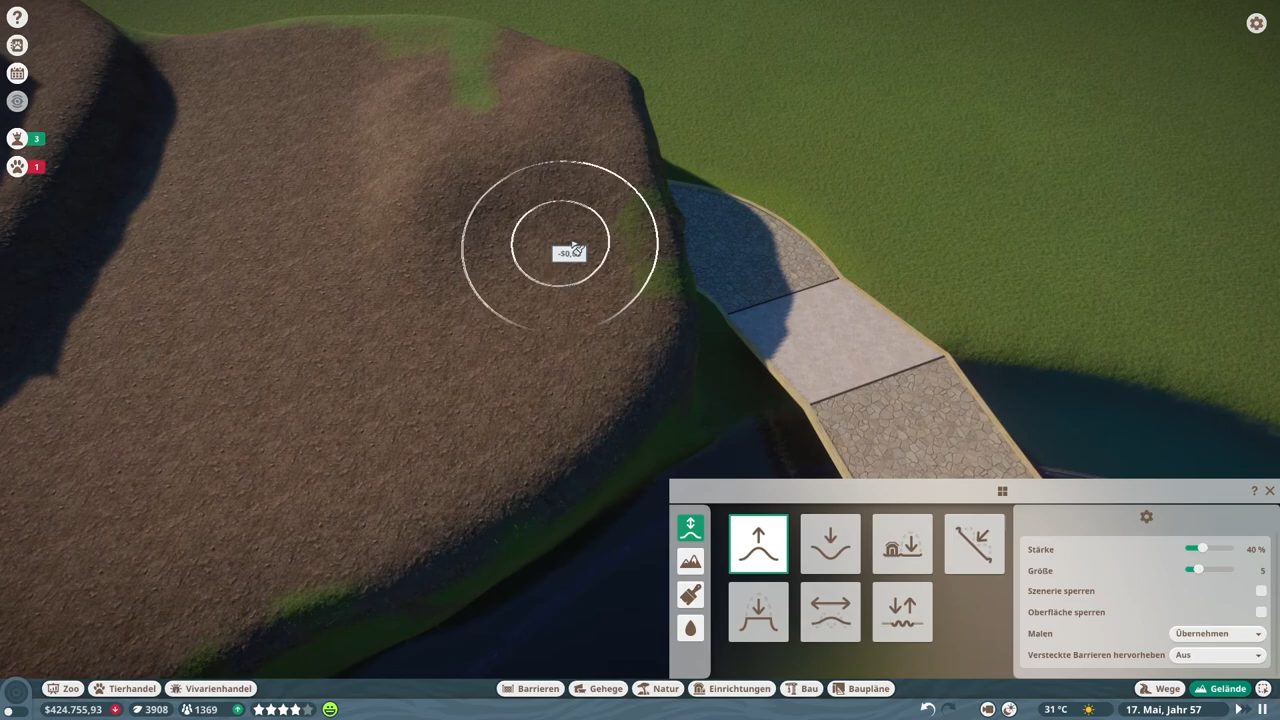 ?
3
1
-50,
? ×
Stärke 40 %
Größe 5
Szenerie sperren
Oberfläche sperren
Malen Übernehmen
Versteckte Barrieren hervorheben Aus
Zoo Tierhandel Vivarienhandel Barrieren Gehege Natur Einrichtungen Bau Baupläne Wege Gelände
$424.755,93 3908 1369 31 °C 17. Mai, Jahr 57